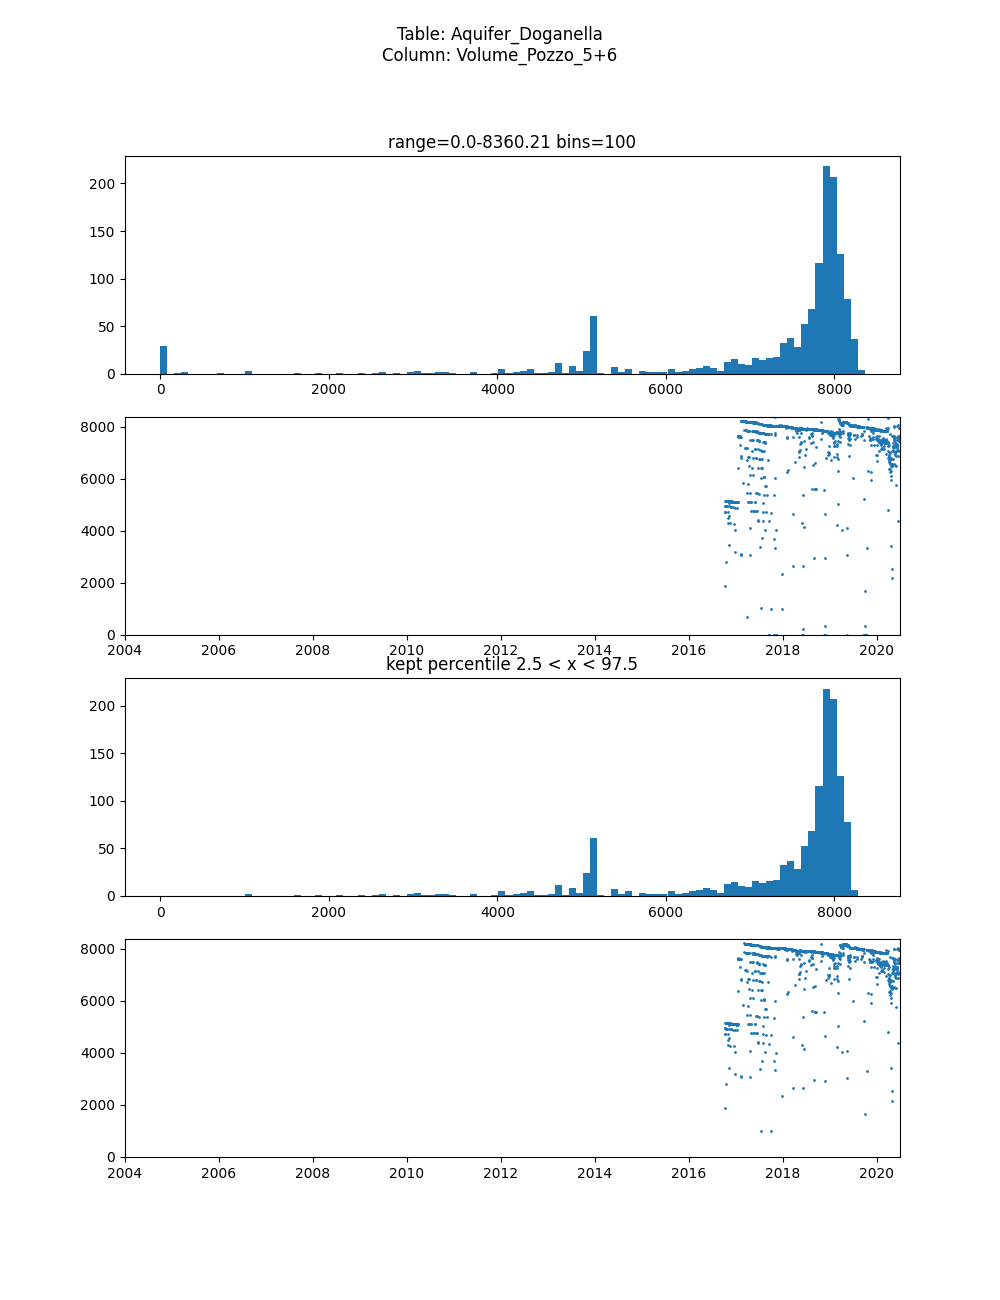 Table: Aquifer_Doganella
Column: Volume_Pozzo_5+6
range=0.0-8360.21 bins=100
200
150
100
50
0
0 2000 4000 6000 8000
8000
6000
4000
2000
0
2004 2006 2008 2010 2012 2014 2016 2018 2020
kept percentile 2.5 < x < 97.5
200
150
100
50
0
0 2000 4000 6000 8000
8000
6000
4000
2000
0
2004 2006 2008 2010 2012 2014 2016 2018 2020